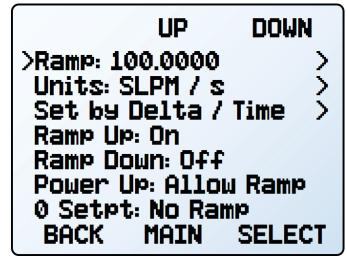 UP DOWN
>Ramp: 100.0000 >
Units: SLPM / s >
Set by Delta / Time >
Ramp Up: On
Ramp Down: Off
Power Up: Allow Ramp
0 Setpt: No Ramp
BACK MAIN SELECT